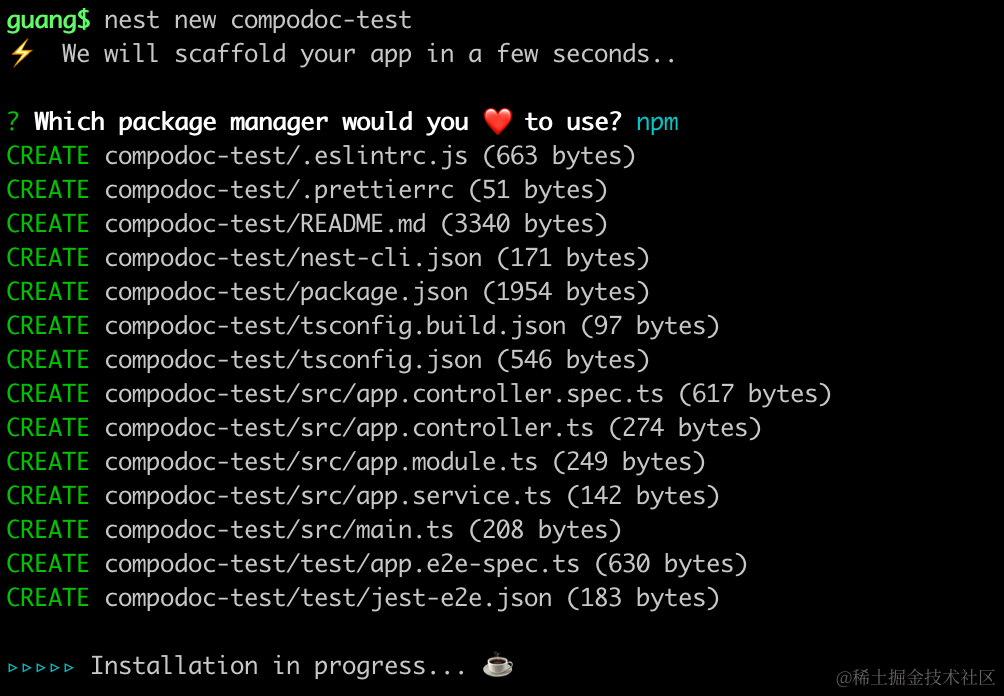 guang$ nest new compodoc-test
⚡ We will scaffold your app in a few seconds..
? Which package manager would you ❤️ to use? npm
CREATE compodoc-test/.eslintrc.js (663 bytes)
CREATE compodoc-test/.prettierrc (51 bytes)
CREATE compodoc-test/README.md (3340 bytes)
CREATE compodoc-test/nest-cli.json (171 bytes)
CREATE compodoc-test/package.json (1954 bytes)
CREATE compodoc-test/tsconfig.build.json (97 bytes)
CREATE compodoc-test/tsconfig.json (546 bytes)
CREATE compodoc-test/src/app.controller.spec.ts (617 bytes)
CREATE compodoc-test/src/app.controller.ts (274 bytes)
CREATE compodoc-test/src/app.module.ts (249 bytes)
CREATE compodoc-test/src/app.service.ts (142 bytes)
CREATE compodoc-test/src/main.ts (208 bytes)
CREATE compodoc-test/test/app.e2e-spec.ts (630 bytes)
CREATE compodoc-test/test/jest-e2e.json (183 bytes)
▹▹▹▹▹ Installation in progress... ☕
@稀土掘金技术社区